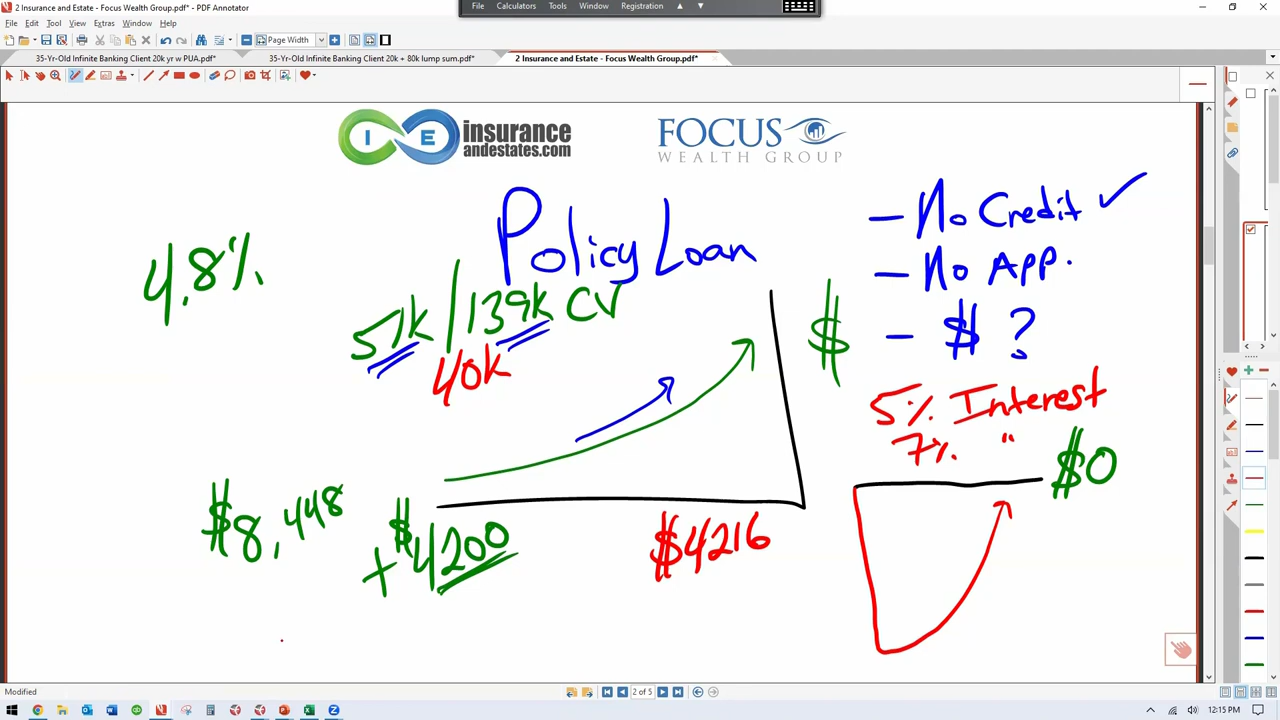 2 Insurance and Estate - Focus Wealth Group.pdf* - PDF Annotator
File Calculators Tools Window Registration
File Edit Tool View Extras Window Help
Page Width
35-Yr-Old Infinite Banking Client 20k yr w PUA.pdf*
35-Yr-Old Infinite Banking Client 20k + 80k lump sum.pdf*
2 Insurance and Estate - Focus Wealth Group.pdf*
I E insurance
andestates.com
FOCUS
WEALTH GROUP
Policy Loan
- No Credit ✓
- No App.
- $ ?
4.8%
57k / 139k CV
40k
$
5% Interest
7% "
$0
$8,448
+ $4200
$4216
Modified
2 of 5
12:15 PM